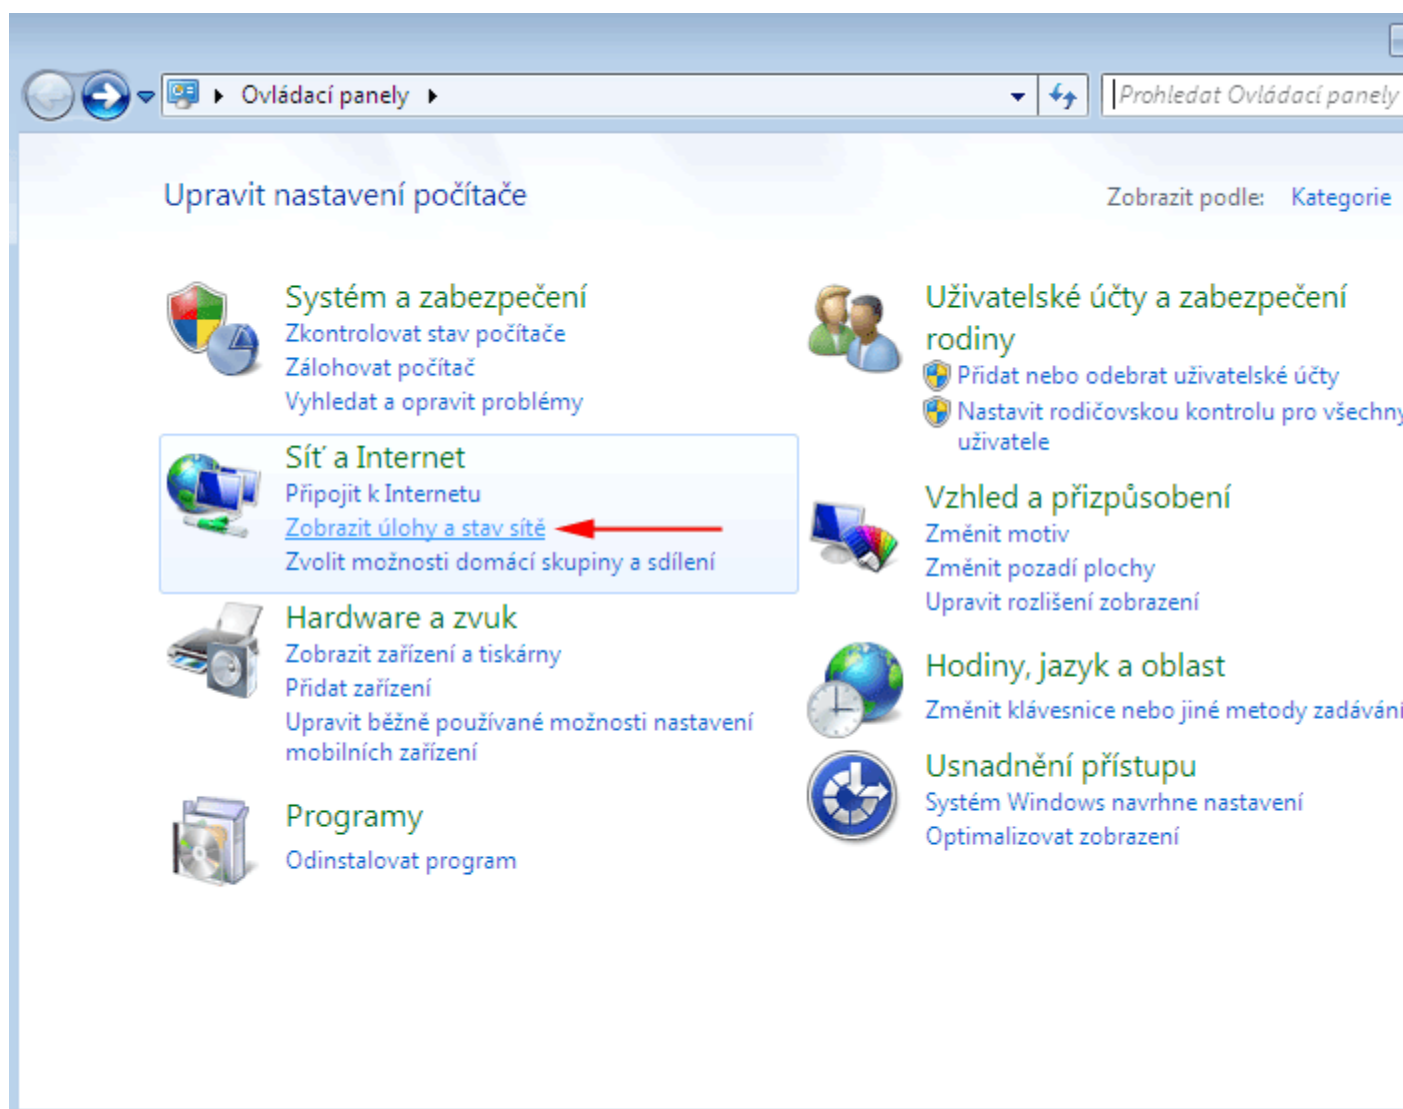 Ovládací panely
Prohledat Ovládací panely
Upravit nastavení počítače
Zobrazit podle: Kategorie
Systém a zabezpečení
Zkontrolovat stav počítače
Zálohovat počítač
Vyhledat a opravit problémy
Síť a Internet
Připojit k Internetu
Zobrazit úlohy a stav sítě
Zvolit možnosti domácí skupiny a sdílení
Hardware a zvuk
Zobrazit zařízení a tiskárny
Přidat zařízení
Upravit běžně používané možnosti nastavení
mobilních zařízení
Programy
Odinstalovat program
Uživatelské účty a zabezpečení
rodiny
Přidat nebo odebrat uživatelské účty
Nastavit rodičovskou kontrolu pro všechny
uživatele
Vzhled a přizpůsobení
Změnit motiv
Změnit pozadí plochy
Upravit rozlišení zobrazení
Hodiny, jazyk a oblast
Změnit klávesnice nebo jiné metody zadávání
Usnadnění přístupu
Systém Windows navrhne nastavení
Optimalizovat zobrazení